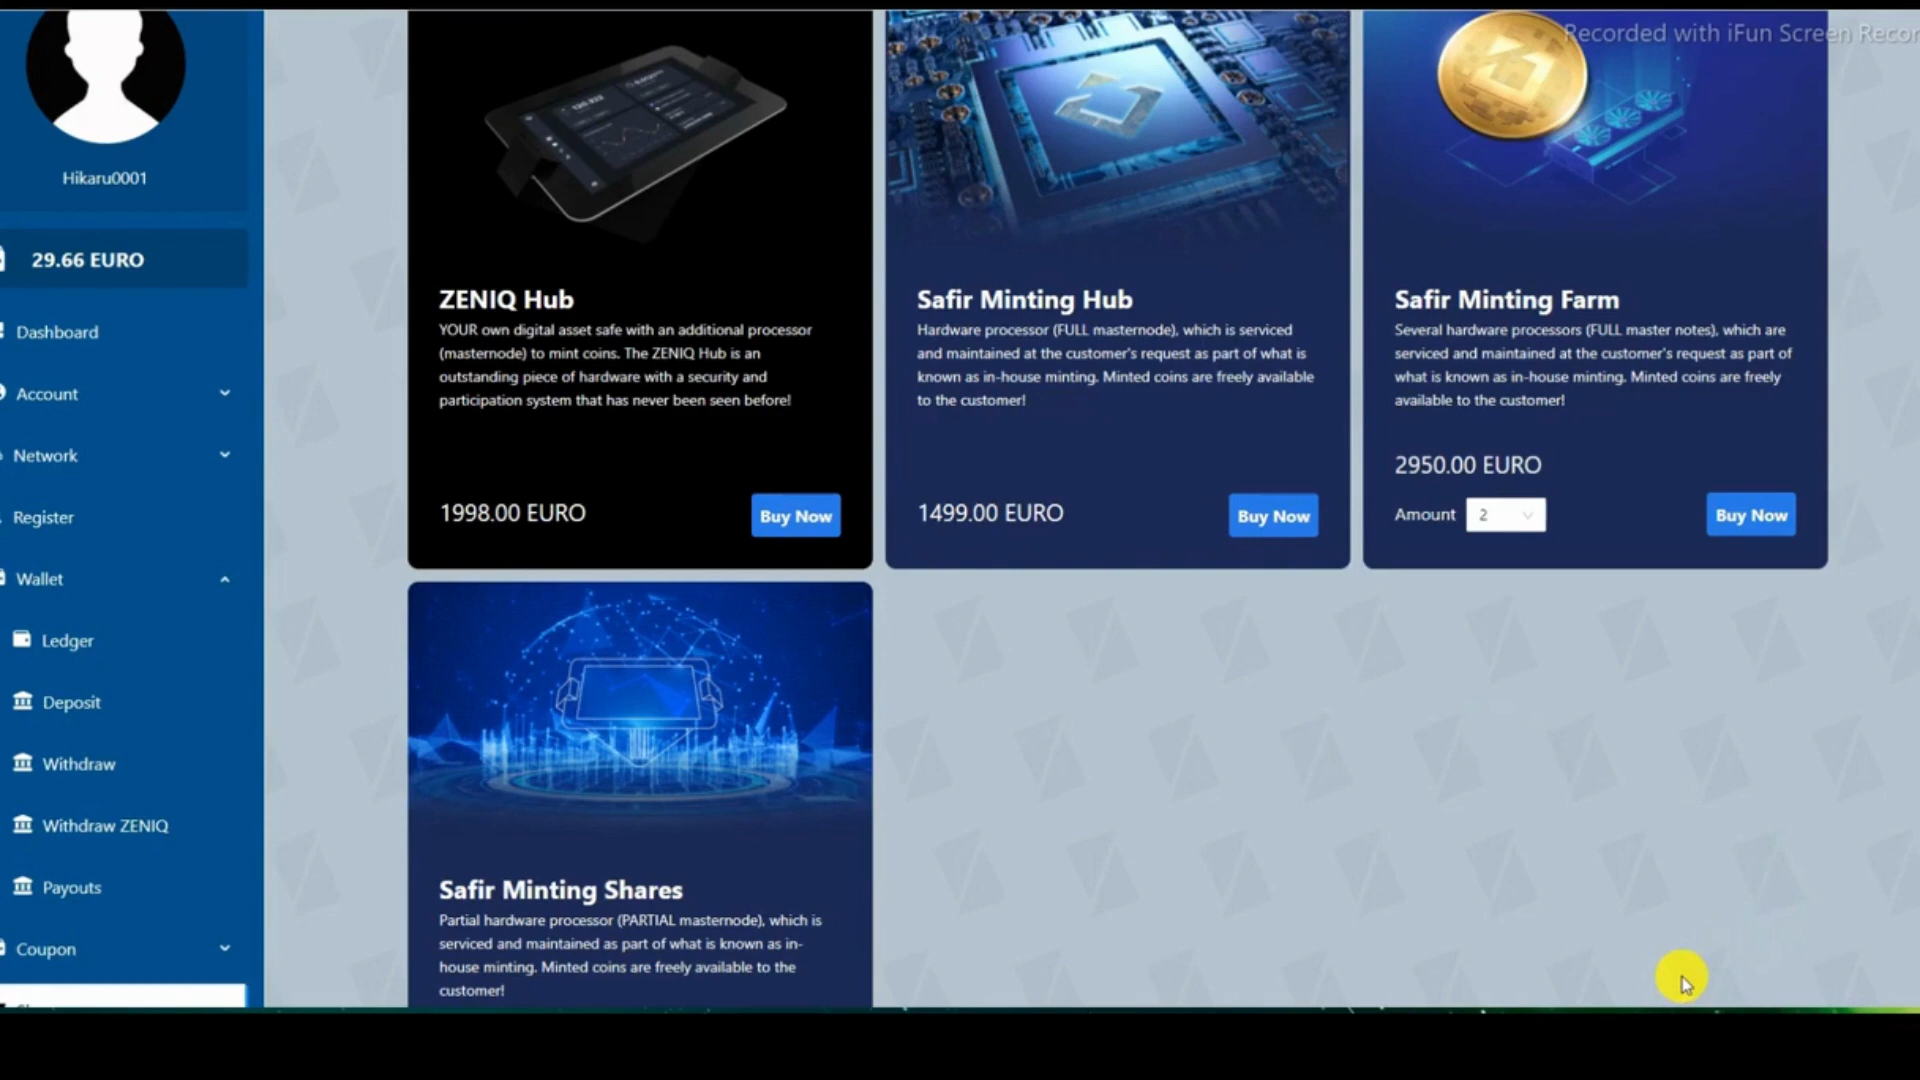 Recorded with iFun Screen Recor
Hikaru0001
29.66 EURO
Dashboard
Account
Network
Register
Wallet
Ledger
Deposit
Withdraw
Withdraw ZENIQ
Payouts
Coupon
ZENIQ Hub
YOUR own digital asset safe with an additional processor
(masternode) to mint coins. The ZENIQ Hub is an
outstanding piece of hardware with a security and
participation system that has never been seen before!
1998.00 EURO
Buy Now
Safir Minting Hub
Hardware processor (FULL masternode), which is serviced
and maintained at the customer's request as part of what is
known as in-house minting. Minted coins are freely available
to the customer!
1499.00 EURO
Buy Now
Safir Minting Farm
Several hardware processors (FULL master notes), which are
serviced and maintained at the customer's request as part of
what is known as in-house minting. Minted coins are freely
available to the customer!
2950.00 EURO
Amount 2
Buy Now
Safir Minting Shares
Partial hardware processor (PARTIAL masternode), which is
serviced and maintained as part of what is known as in-
house minting. Minted coins are freely available to the
customer!